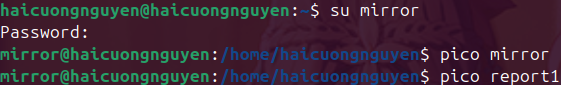 haicuongnguyen@haicuongnguyen:~$ su mirror
Password:
mirror@haicuongnguyen:/home/haicuongnguyen$ pico mirror
mirror@haicuongnguyen:/home/haicuongnguyen$ pico report1